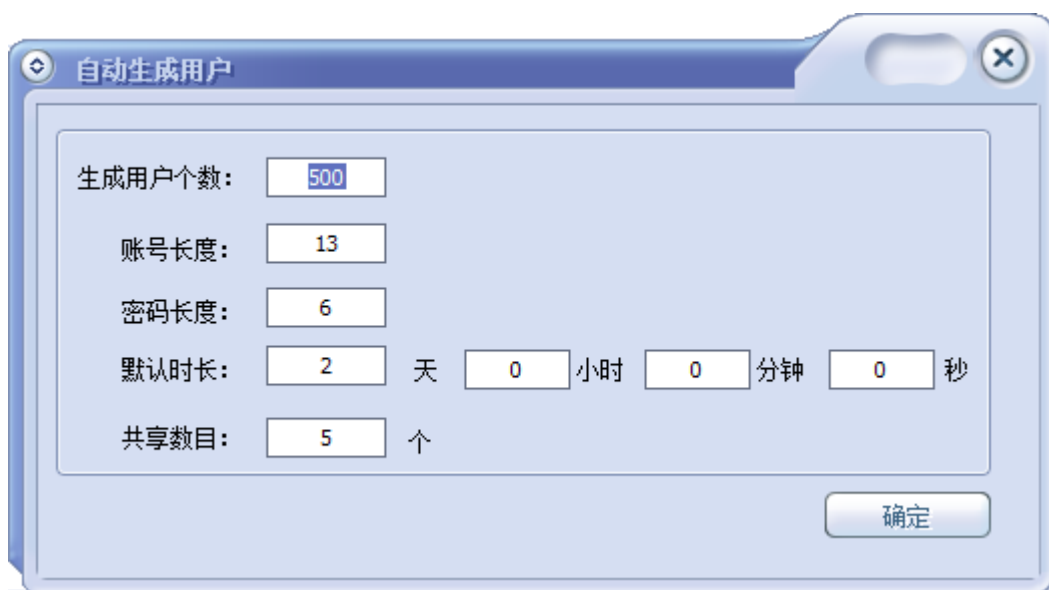 自动生成用户
生成用户个数: 500
账号长度: 13
密码长度: 6
默认时长: 2 天 0 小时 0 分钟 0 秒
共享数目: 5 个
确定